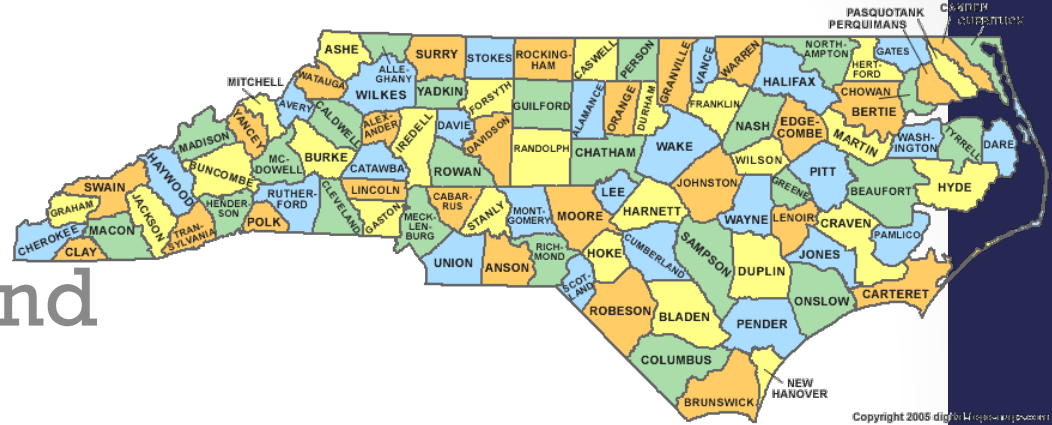 PASQUOTANK
CAMDEN
PERQUIMANS
CURRITUCK
ASHE
ALLE-
GHANY
SURRY
STOKES
ROCKING-
HAM
CASWELL
PERSON
GRANVILLE
VANCE
WARREN
NORTH-
AMPTON
GATES
HERT-
FORD
HALIFAX
CHOWAN
BERTIE
MITCHELL
WATAUGA
WILKES
YADKIN
FORSYTH
GUILFORD
ALAMANCE
ORANGE
DURHAM
FRANKLIN
NASH
EDGE-
COMBE
MARTIN
WASH-
INGTON
TYRRELL
DARE
MADISON
YANCEY
AVERY
CALDWELL
ALEX-
ANDER
IREDELL
DAVIE
DAVIDSON
RANDOLPH
CHATHAM
WAKE
WILSON
PITT
BEAUFORT
HYDE
HAYWOOD
BUNCOMBE
MC-
DOWELL
BURKE
CATAWBA
ROWAN
LINCOLN
SWAIN
GRAHAM
JACKSON
HENDER-
SON
RUTHER-
FORD
CLEVELAND
GASTON
CABAR-
RUS
STANLY
MONT-
GOMERY
MOORE
LEE
HARNETT
JOHNSTON
WAYNE
GREENE
LENOIR
CRAVEN
PAMLICO
CHEROKEE
MACON
CLAY
TRAN-
SYLVANIA
POLK
MECK-
LEN-
BURG
UNION
ANSON
RICH-
MOND
SCOT-
LAND
HOKE
CUMBERLAND
SAMPSON
DUPLIN
JONES
ONSLOW
CARTERET
nd
ROBESON
BLADEN
PENDER
COLUMBUS
BRUNSWICK
NEW
HANOVER
Copyright 2005